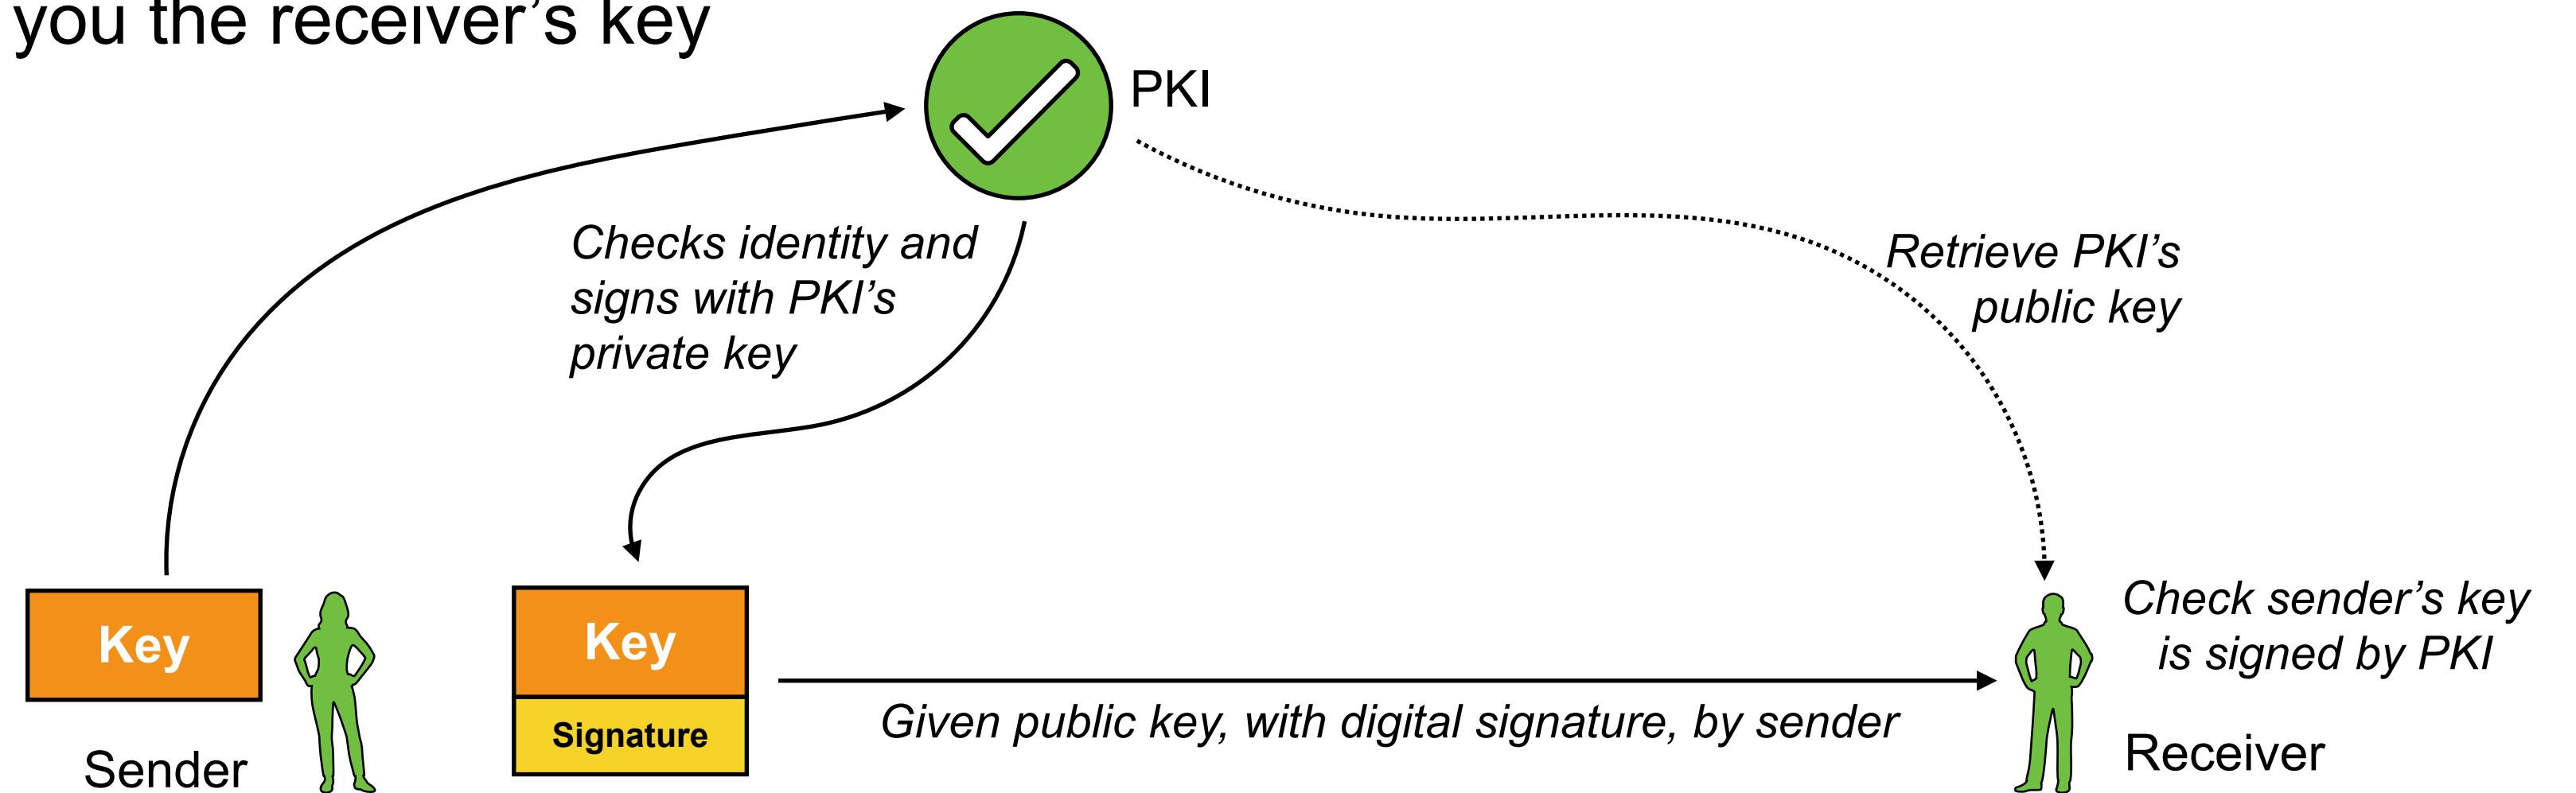 you the receiver’s key
PKI
Checks identity and
signs with PKI’s
private key
Retrieve PKI’s
public key
Key
Sender
Key
Signature
Given public key, with digital signature, by sender
Check sender’s key
is signed by PKI
Receiver